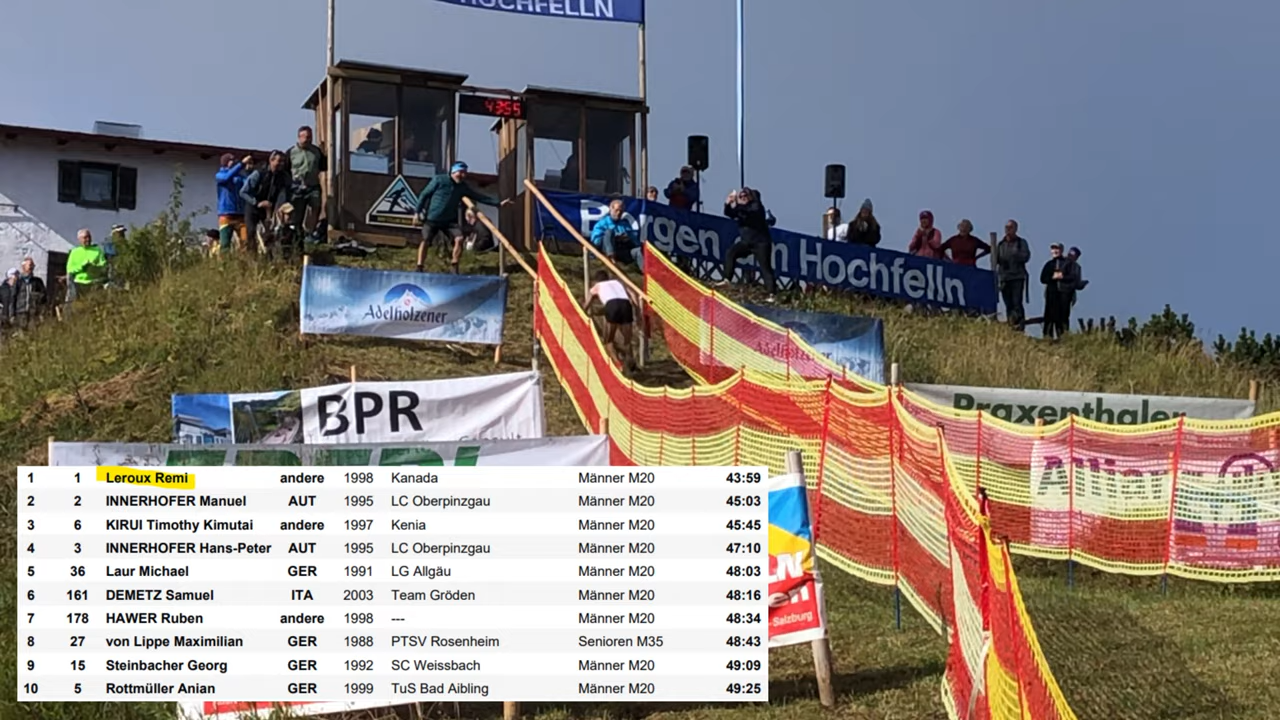 HOCHFELLN
43:55
Bergen am Hochfelln
Adelholzener
Adelholzener
BPR
Praxenthaler
Allianz
1 1 Leroux Remi andere 1998 Kanada Männer M20 43:59
2 2 INNERHOFER Manuel AUT 1995 LC Oberpinzgau Männer M20 45:03
3 6 KIRUI Timothy Kimutai andere 1997 Kenia Männer M20 45:45
4 3 INNERHOFER Hans-Peter AUT 1995 LC Oberpinzgau Männer M20 47:10
5 36 Laur Michael GER 1991 LG Allgäu Männer M20 48:03
6 161 DEMETZ Samuel ITA 2003 Team Gröden Männer M20 48:16
7 178 HAWER Ruben andere 1998 --- Männer M20 48:34
8 27 von Lippe Maximilian GER 1988 PTSV Rosenheim Senioren M35 48:43
9 15 Steinbacher Georg GER 1992 SC Weissbach Männer M20 49:09
10 5 Rottmüller Anian GER 1999 TuS Bad Aibling Männer M20 49:25
-Salzburg